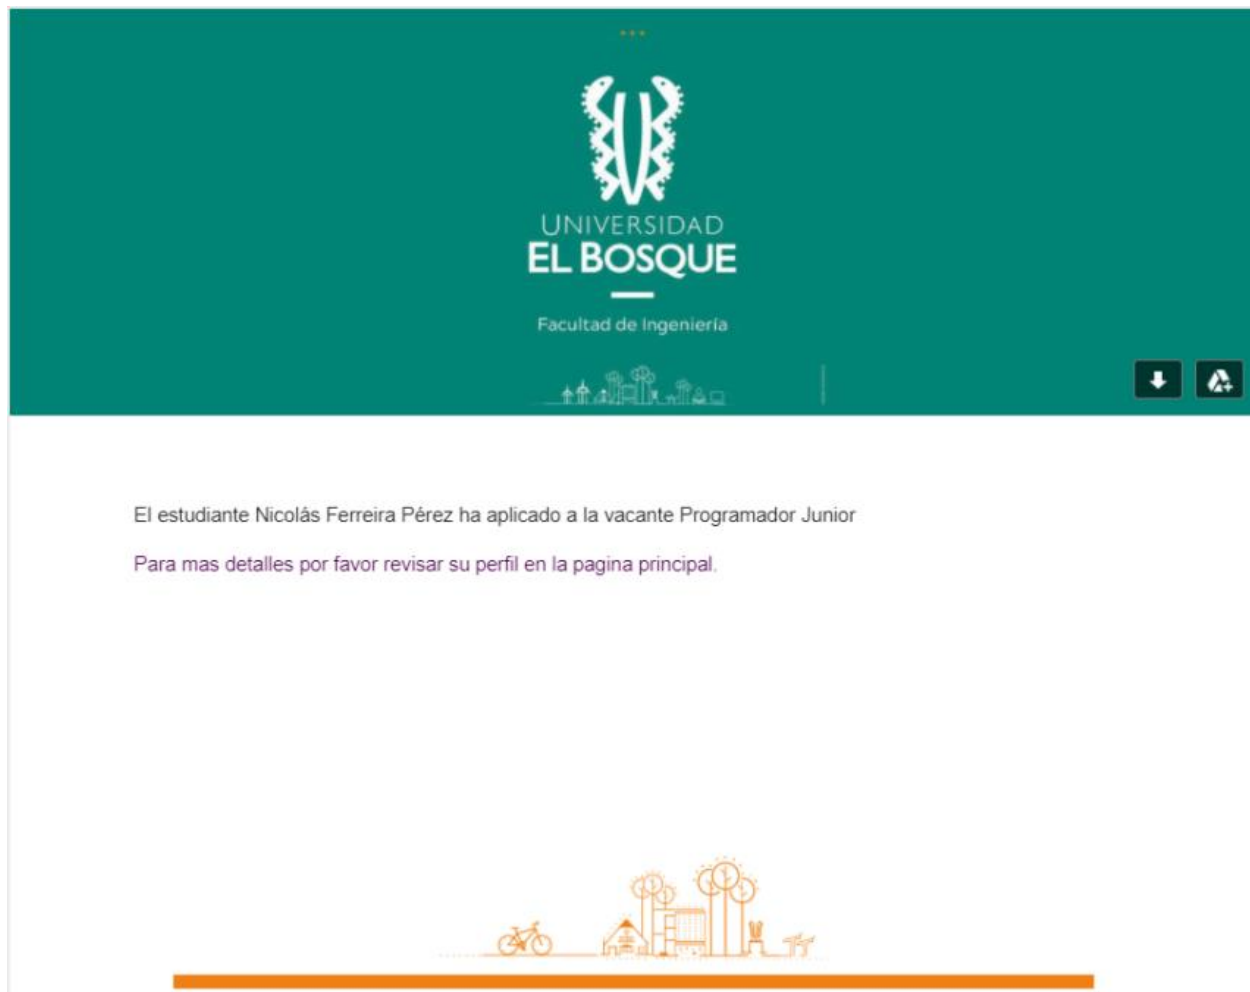 UNIVERSIDAD
EL BOSQUE
Facultad de Ingeniería
El estudiante Nicolás Ferreira Pérez ha aplicado a la vacante Programador Junior
Para mas detalles por favor revisar su perfil en la pagina principal.